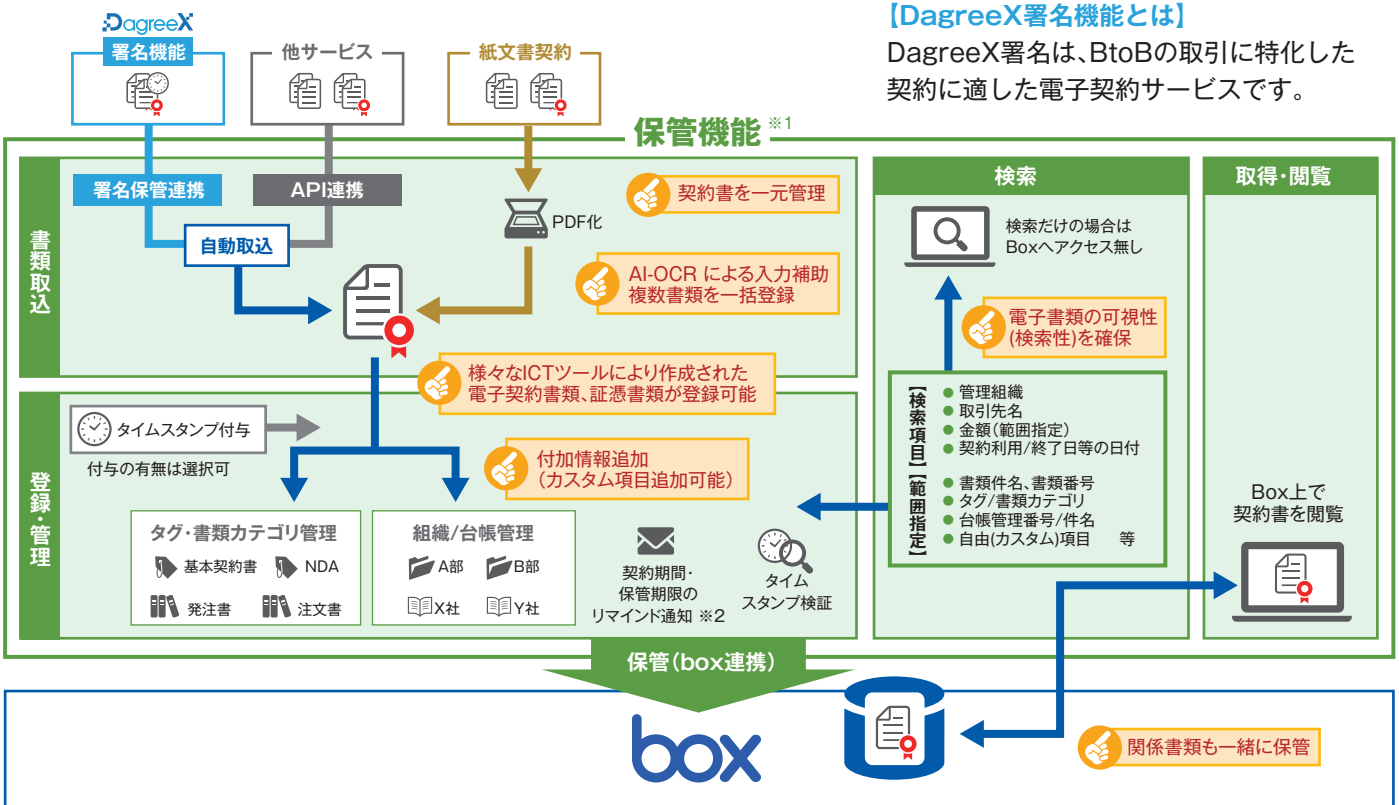 DagreeX
署名機能
他サービス
紙文書契約
【DagreeX署名機能とは】
DagreeX署名は、BtoBの取引に特化した
契約に適した電子契約サービスです。
保管機能 ※1
書類取込
署名保管連携
API連携
自動取込
PDF化
契約書を一元管理
AI-OCR による入力補助
複数書類を一括登録
様々なICTツールにより作成された
電子契約書類、証憑書類が登録可能
登録・管理
タイムスタンプ付与
付与の有無は選択可
付加情報追加
（カスタム項目追加可能）
タグ・書類カテゴリ管理
基本契約書
NDA
発注書
注文書
組織/台帳管理
A部
B部
X社
Y社
契約期間・
保管期限の
リマインド通知 ※2
タイム
スタンプ検証
検索
検索だけの場合は
Boxへアクセス無し
電子書類の可視性
(検索性)を確保
【検索項目】
● 管理組織
● 取引先名
● 金額(範囲指定)
● 契約利用/終了日等の日付
【範囲指定】
● 書類件名、書類番号
● タグ/書類カテゴリ
● 台帳管理番号/件名
● 自由(カスタム)項目 等
取得・閲覧
Box上で
契約書を閲覧
保管（box連携）
box
関係書類も一緒に保管